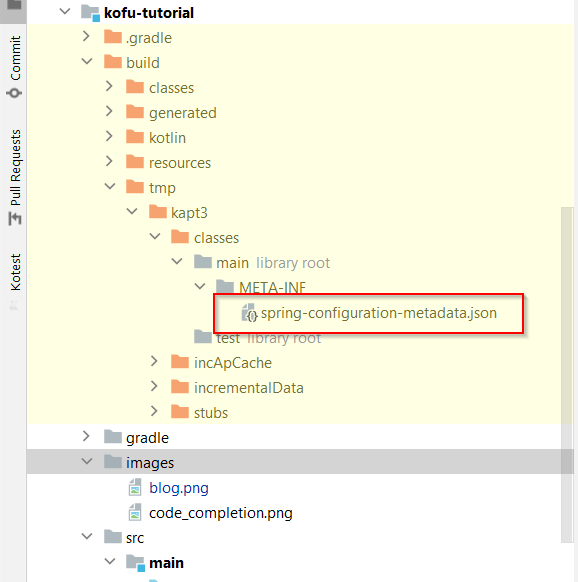 kofu-tutorial
.gradle
build
classes
generated
kotlin
resources
tmp
kapt3
classes
main library root
META-INF
spring-configuration-metadata.json
test library root
incApCache
incrementalData
stubs
gradle
images
blog.png
code_completion.png
src
main
Commit
Pull Requests
Kotest